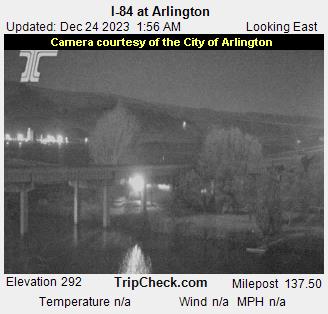 I-84 at Arlington
Updated: Dec 24 2023 1:56 AM Looking East
Camera courtesy of the City of Arlington
Elevation 292 TripCheck.com Milepost 137.50
Temperature n/a Wind n/a MPH n/a